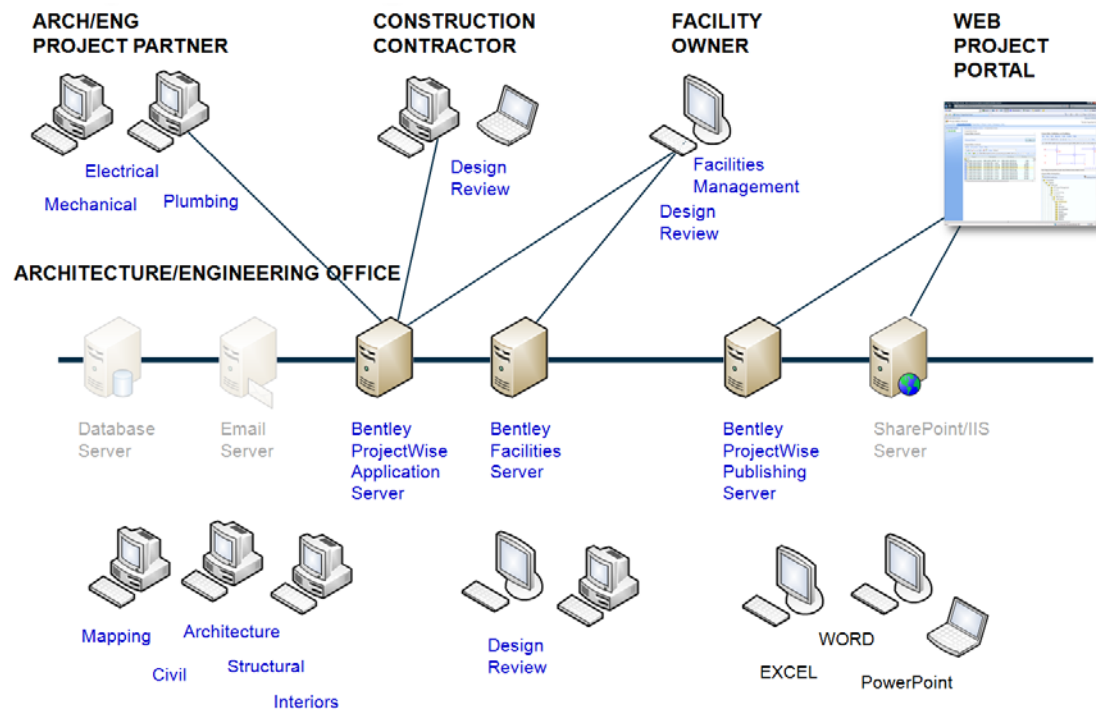 ARCH/ENG
PROJECT PARTNER
CONSTRUCTION
CONTRACTOR
FACILITY
OWNER
WEB
PROJECT
PORTAL
Electrical
Mechanical
Plumbing
Design
Review
Facilities
Management
Design
Review
ARCHITECTURE/ENGINEERING OFFICE
Database
Server
Email
Server
Bentley
ProjectWise
Application
Server
Bentley
Facilities
Server
Bentley
ProjectWise
Publishing
Server
SharePoint/IIS
Server
Mapping
Architecture
Civil
Structural
Interiors
Design
Review
WORD
EXCEL
PowerPoint